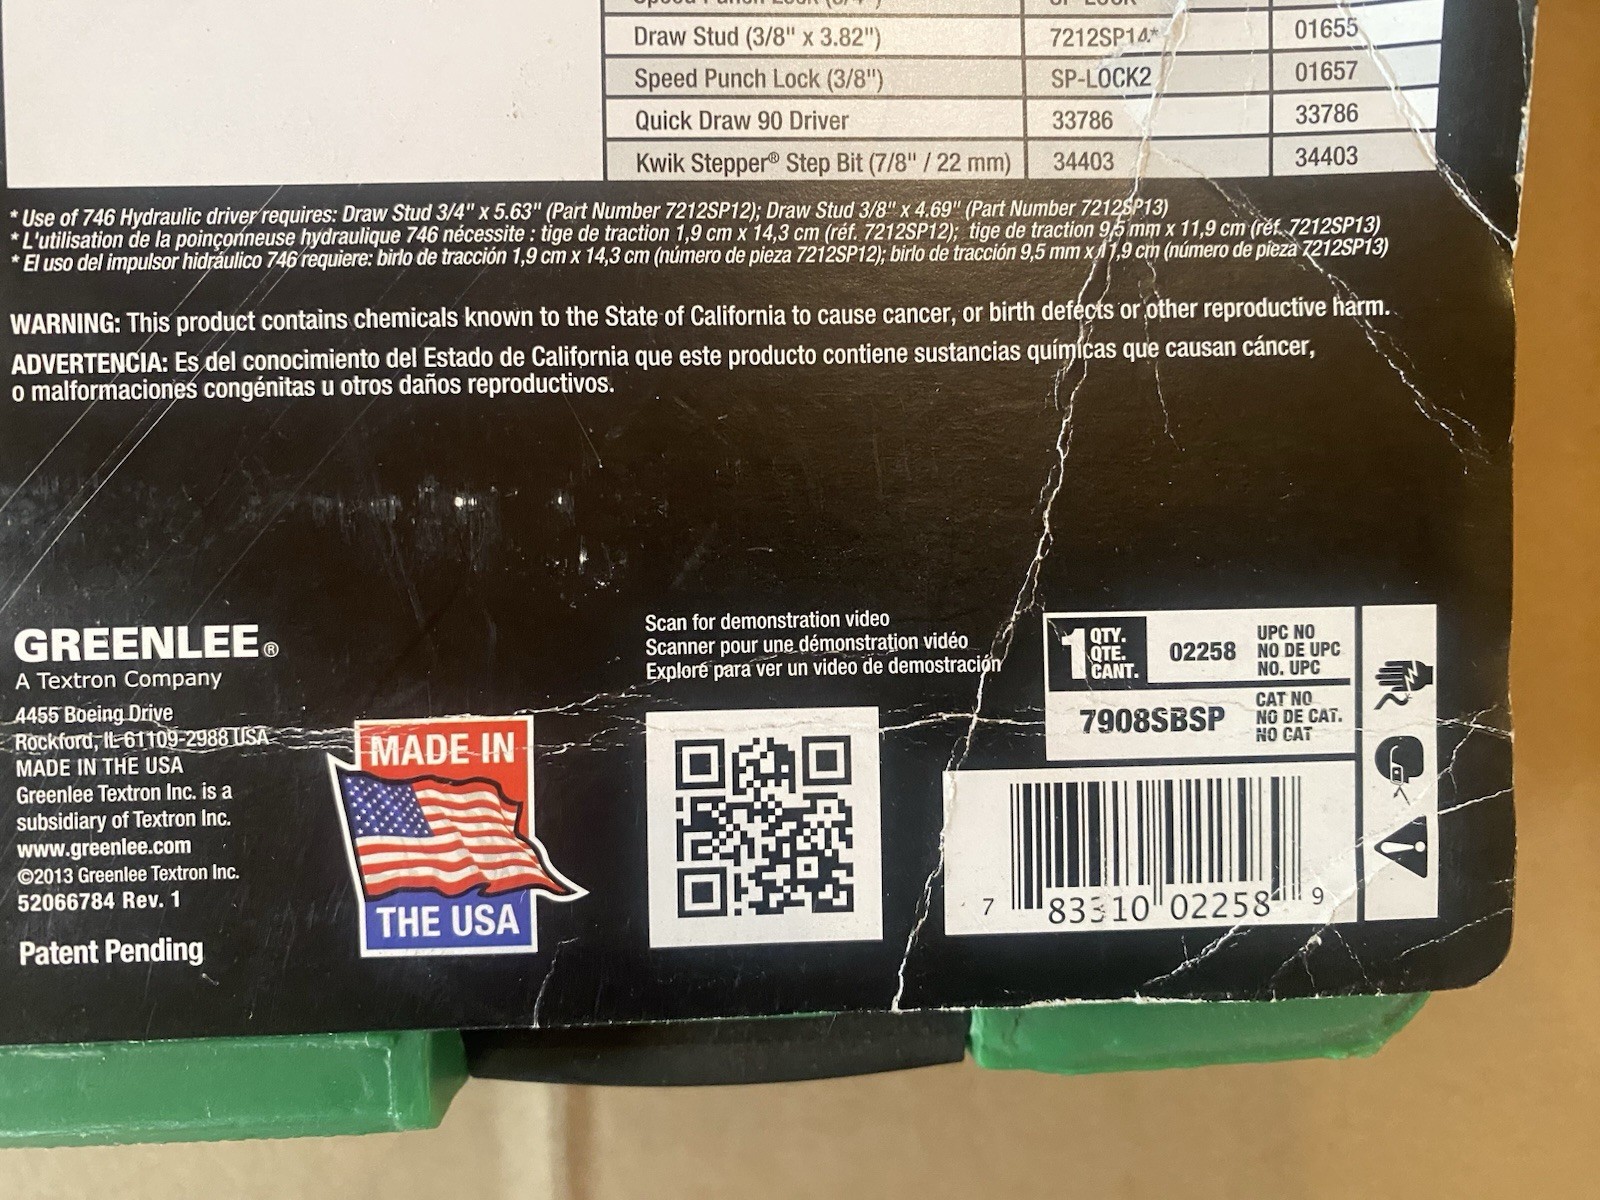 Draw Stud (3/8" x 3.82") 7212SP14* 01655
Speed Punch Lock (3/8") SP-LOCK2 01657
Quick Draw 90 Driver 33786 33786
Kwik Stepper® Step Bit (7/8" / 22 mm) 34403 34403
* Use of 746 Hydraulic driver requires: Draw Stud 3/4" x 5.63" (Part Number 7212SP12); Draw Stud 3/8" x 4.69" (Part Number 7212SP13)
* L'utilisation de la poinçonneuse hydraulique 746 nécessite : tige de traction 1,9 cm x 14,3 cm (réf. 7212SP12); tige de traction 9,5 mm x 11,9 cm (réf. 7212SP13)
* El uso del impulsor hidráulico 746 requiere: birlo de tracción 1,9 cm x 14,3 cm (número de pieza 7212SP12); birlo de tracción 9,5 mm x 11,9 cm (número de pieza 7212SP13)
WARNING: This product contains chemicals known to the State of California to cause cancer, or birth defects or other reproductive harm.
ADVERTENCIA: Es del conocimiento del Estado de California que este producto contiene sustancias químicas que causan cáncer,
o malformaciones congénitas u otros daños reproductivos.
GREENLEE®
A Textron Company
4455 Boeing Drive
Rockford, IL 61109-2988 USA
MADE IN THE USA
Greenlee Textron Inc. is a
subsidiary of Textron Inc.
www.greenlee.com
©2013 Greenlee Textron Inc.
52066784 Rev. 1
Patent Pending
MADE IN
THE USA
Scan for demonstration video
Scanner pour une démonstration vidéo
Exploré para ver un video de demostración
1 QTY.
QTE.
CANT.
02258
UPC NO
NO DE UPC
NO. UPC
7908SBSP
CAT NO
NO DE CAT.
NO CAT
7 83310 02258 9